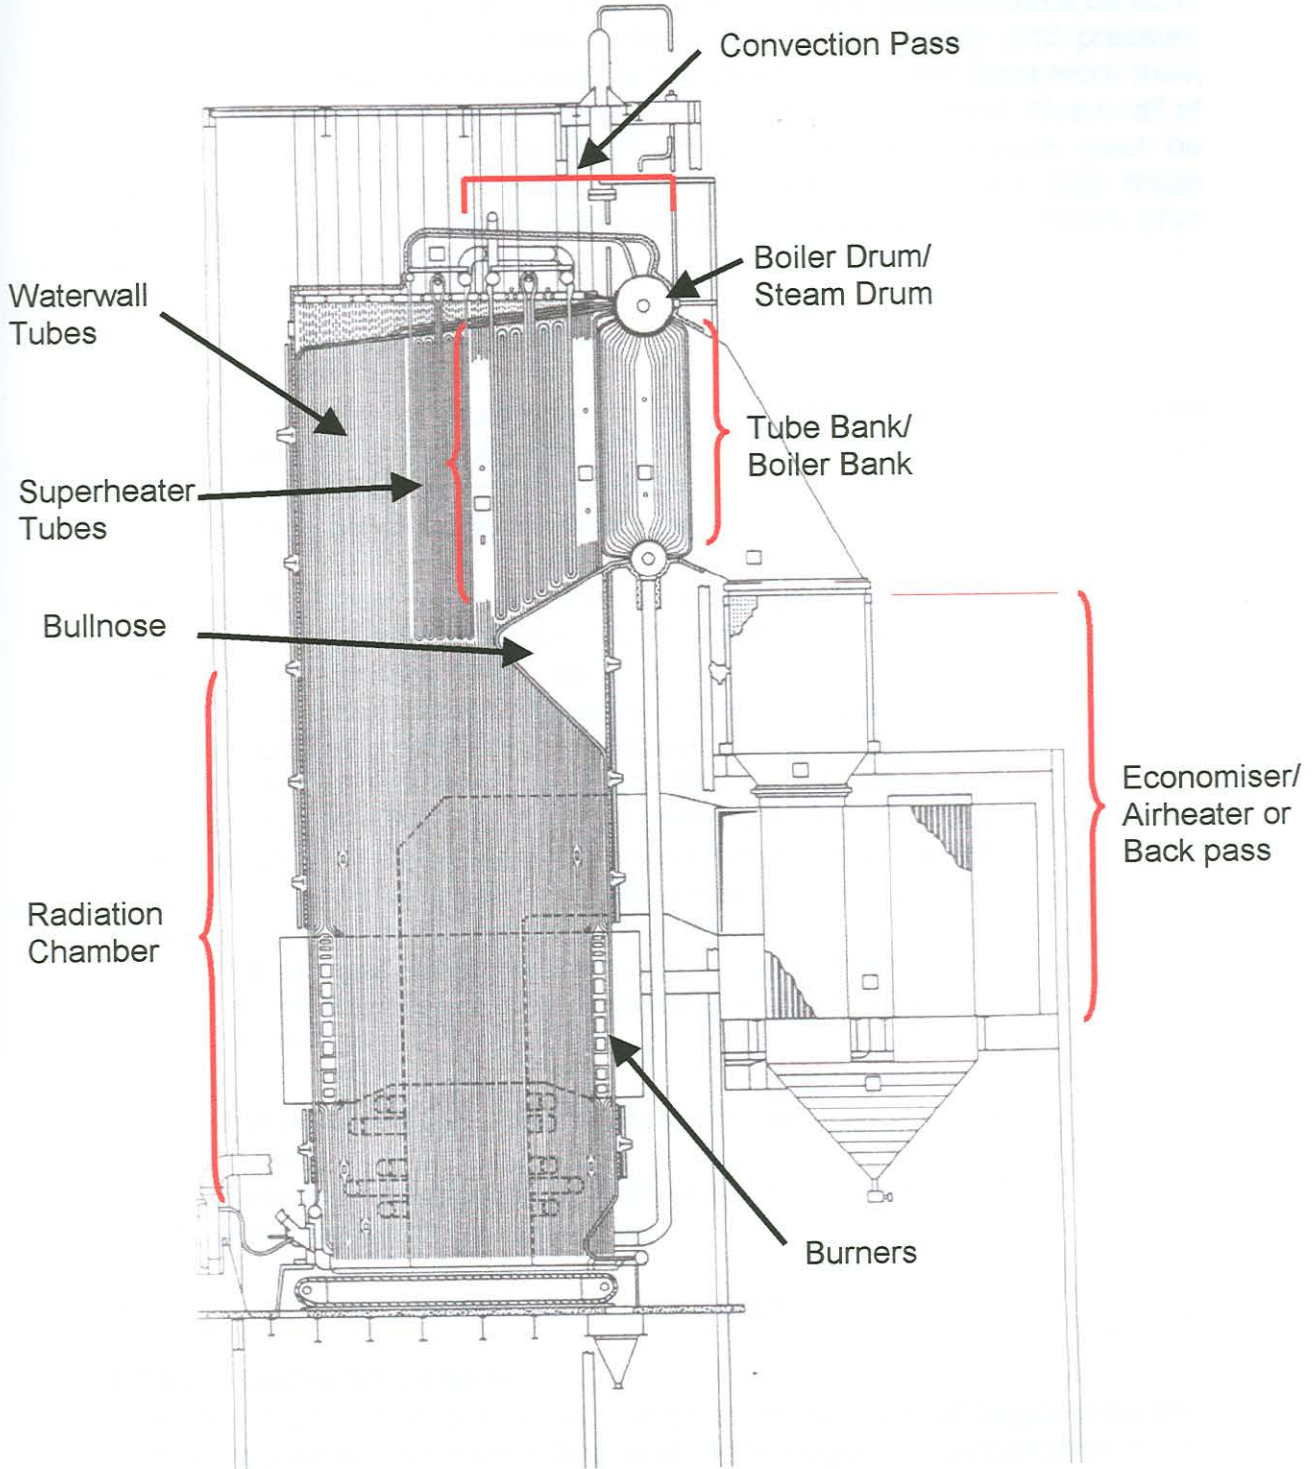 Convection Pass
Boiler Drum/
Steam Drum
Waterwall
Tubes
Tube Bank/
Boiler Bank
Superheater
Tubes
Bullnose
Economiser/
Airheater or
Back pass
Radiation
Chamber
Burners